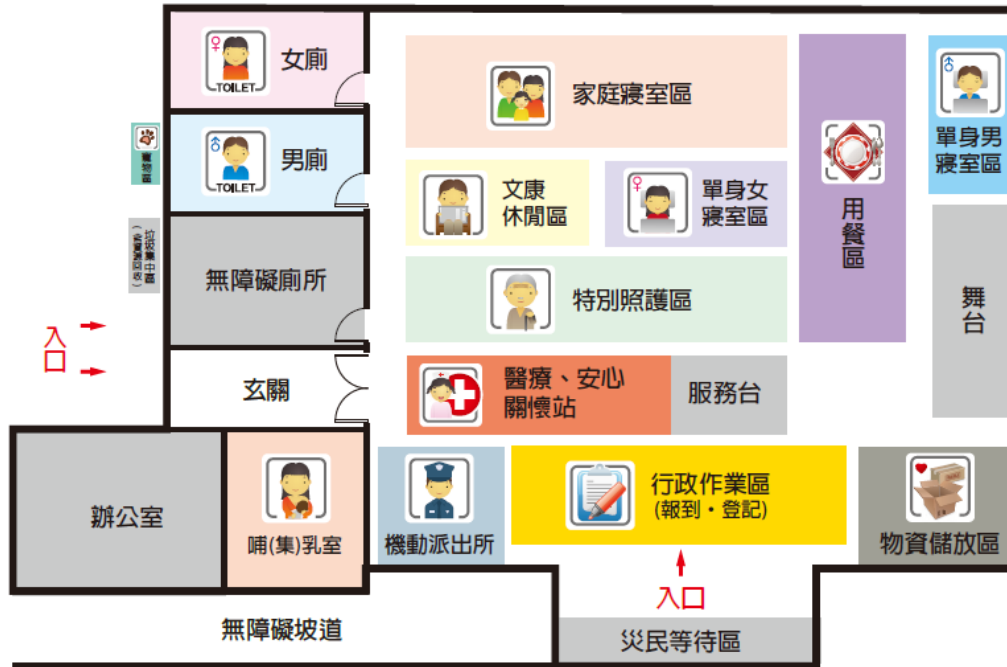 ♀
TOILET
女廁
♂
TOILET
男廁
寵物區
垃圾集中區
(資源回收)
無障礙廁所
入口
玄關
辦公室
哺(集)乳室
無障礙坡道
家庭寢室區
文康
休閒區
♀
單身女
寢室區
特別照護區
醫療、安心
關懷站
服務台
用餐區
♂
單身男
寢室區
舞台
機動派出所
行政作業區
(報到・登記)
物資儲放區
入口
災民等待區